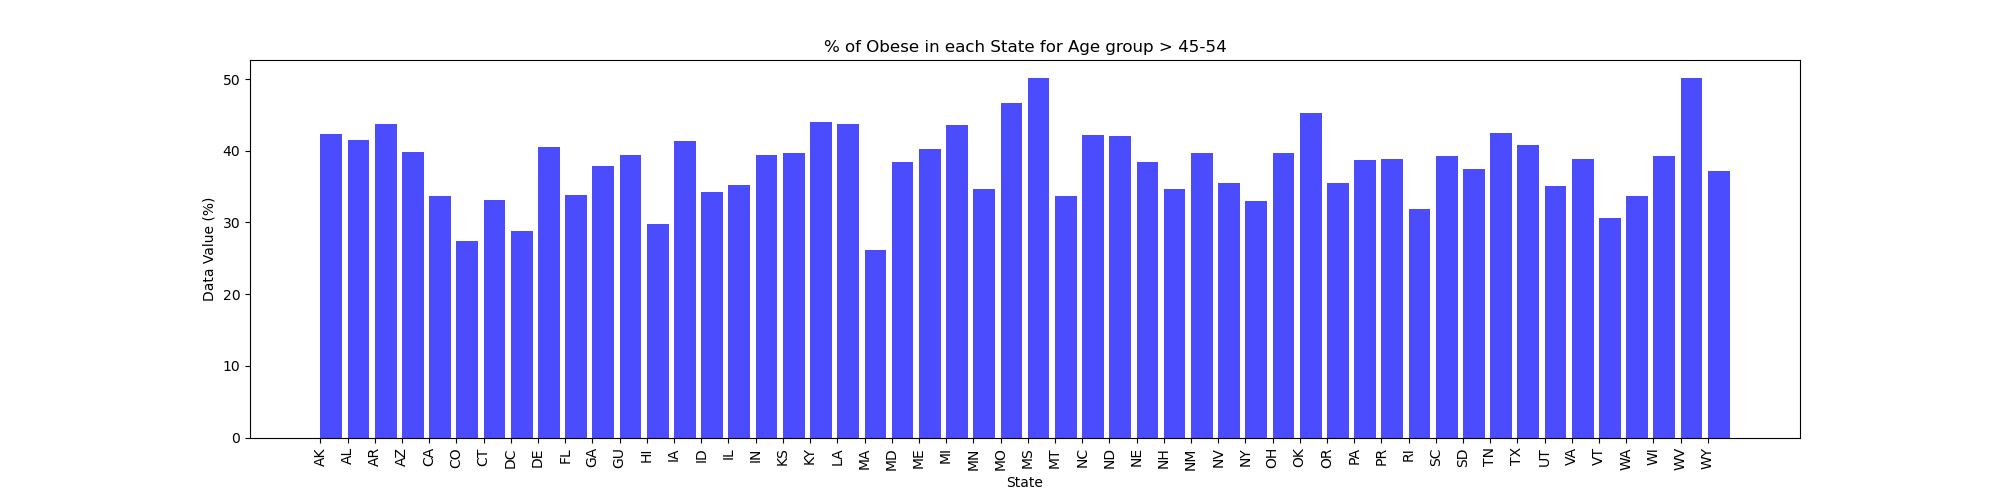 % of Obese in each State for Age group > 45-54
Data Value (%)
50
40
30
20
10
0
AK AL AR AZ CA CO CT DC DE FL GA GU HI IA ID IL IN KS KY LA MA MD ME MI MN MO MS MT NC ND NE NH NM NV NY OH OK OR PA PR RI SC SD TN TX UT VA VT WA WI WV WY
State